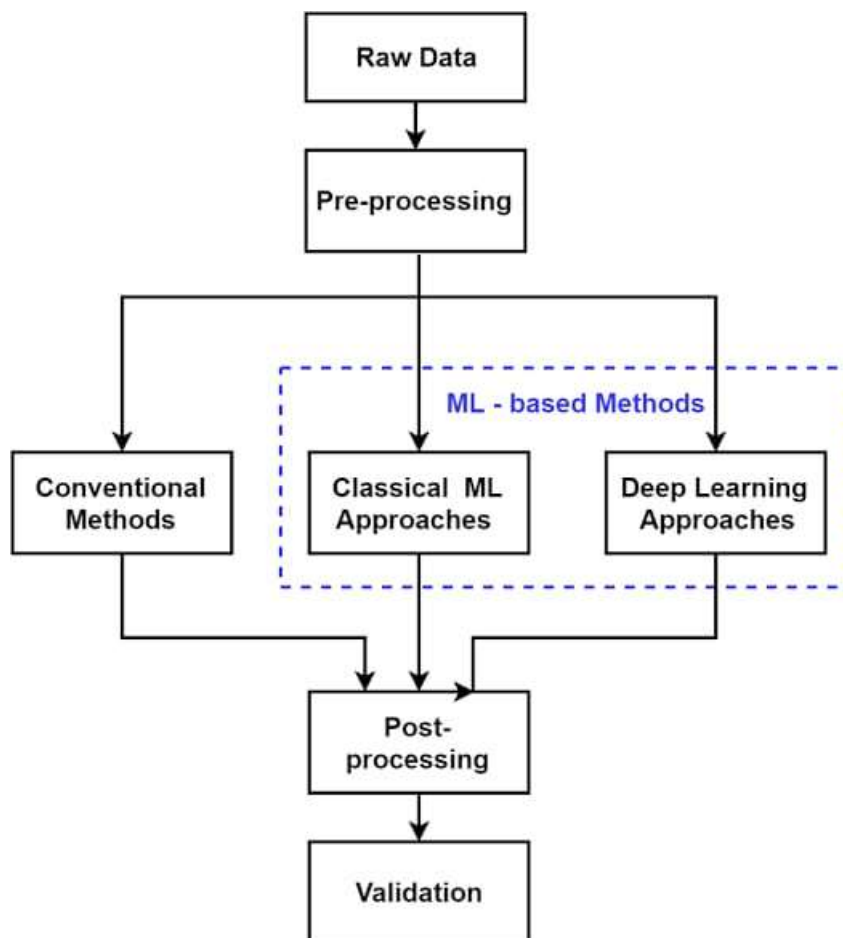 Raw Data
Pre-processing
ML - based Methods
Conventional
Methods
Classical ML
Approaches
Deep Learning
Approaches
Post-
processing
Validation